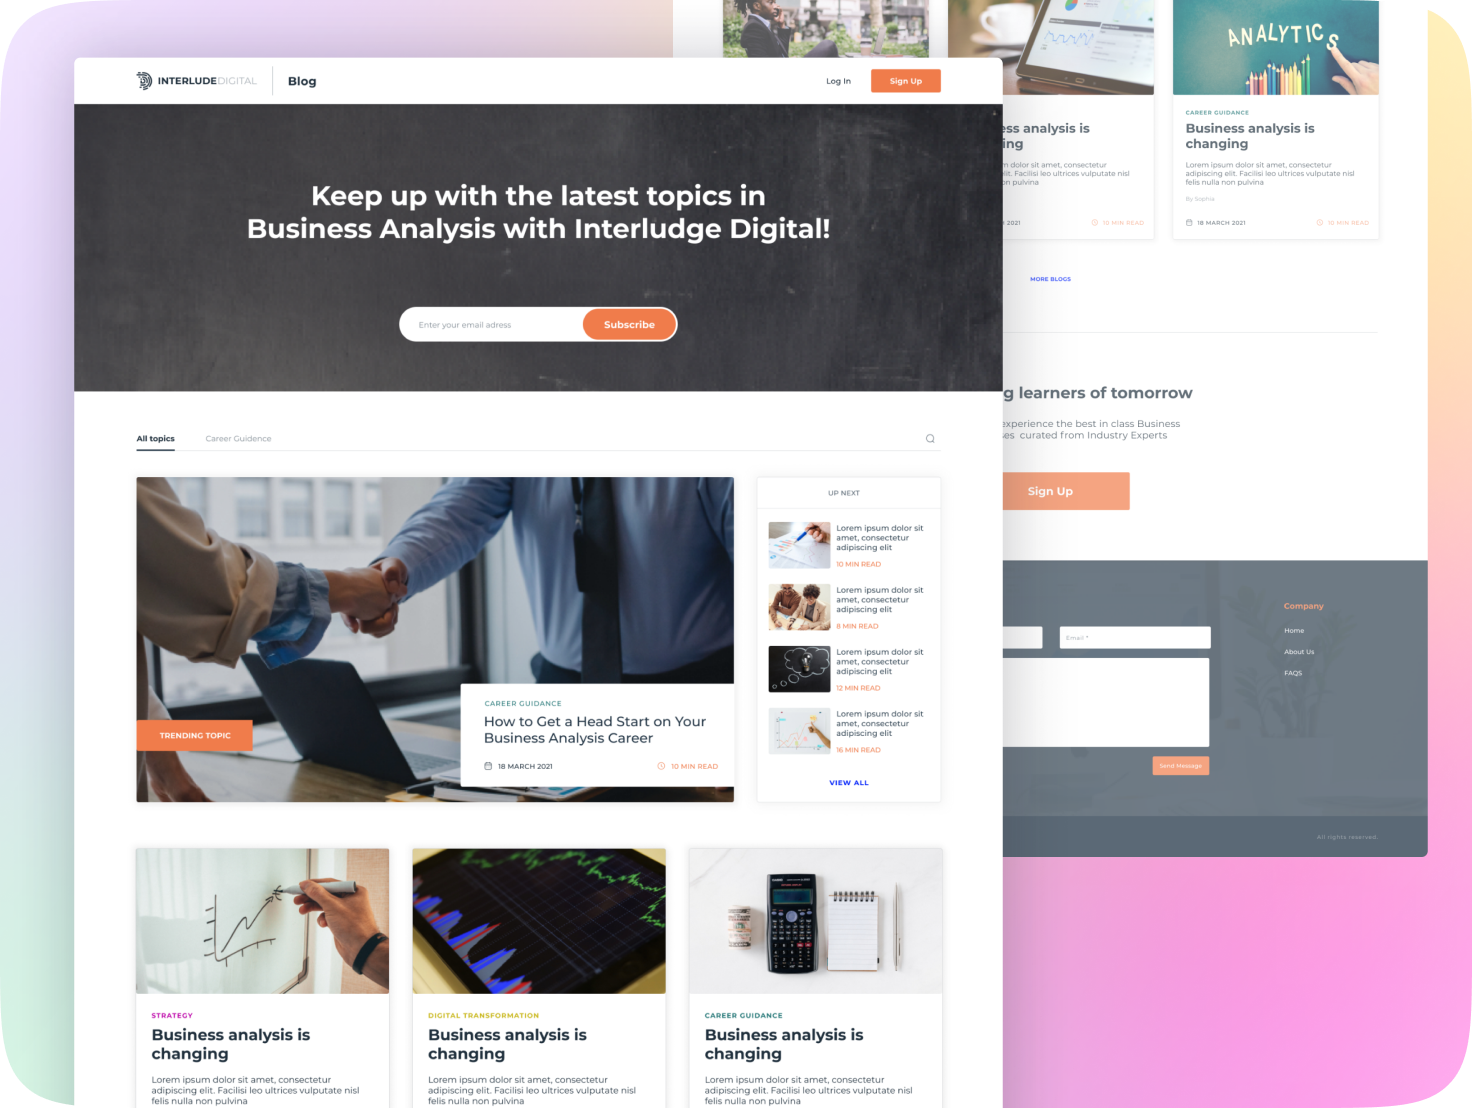 INTERLUDEDIGITAL
Blog
Log In
Sign Up
Keep up with the latest topics in
Business Analysis with Interludge Digital!
Enter your email adress
Subscribe
All topics
Career Guidence
TRENDING TOPIC
CAREER GUIDANCE
How to Get a Head Start on Your
Business Analysis Career
18 MARCH 2021
10 MIN READ
UP NEXT
Lorem ipsum dolor sit
amet, consectetur
adipiscing elit
10 MIN READ
Lorem ipsum dolor sit
amet, consectetur
adipiscing elit
8 MIN READ
Lorem ipsum dolor sit
amet, consectetur
adipiscing elit
12 MIN READ
Lorem ipsum dolor sit
amet, consectetur
adipiscing elit
16 MIN READ
VIEW ALL
STRATEGY
Business analysis is
changing
Lorem ipsum dolor sit amet, consectetur
adipiscing elit. Facilisi leo ultrices vulputate nisl
felis nulla non pulvina
DIGITAL TRANSFORMATION
Business analysis is
changing
Lorem ipsum dolor sit amet, consectetur
adipiscing elit. Facilisi leo ultrices vulputate nisl
felis nulla non pulvina
CAREER GUIDANCE
Business analysis is
changing
Lorem ipsum dolor sit amet, consectetur
adipiscing elit. Facilisi leo ultrices vulputate nisl
felis nulla non pulvina
ess analysis is
ing
dolor sit amet, consectetur
elit. Facilisi leo ultrices vulputate nisl
on pulvina
2021
10 MIN READ
ANALYTICS
CAREER GUIDANCE
Business analysis is
changing
Lorem ipsum dolor sit amet, consectetur
adipiscing elit. Facilisi leo ultrices vulputate nisl
felis nulla non pulvina
By Sophia
18 MARCH 2021
10 MIN READ
MORE BLOGS
g learners of tomorrow
experience the best in class Business
ses curated from Industry Experts
Sign Up
Email *
Send Message
Company
Home
About Us
FAQS
All rights reserved.